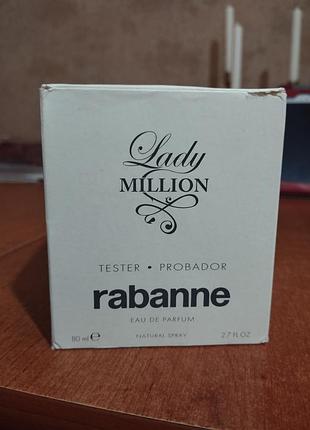 Lady
MILLION
TESTER • PROBADOR
rabanne
EAU DE PARFUM
80 ml ℮ NATURAL SPRAY 2.7 FL OZ